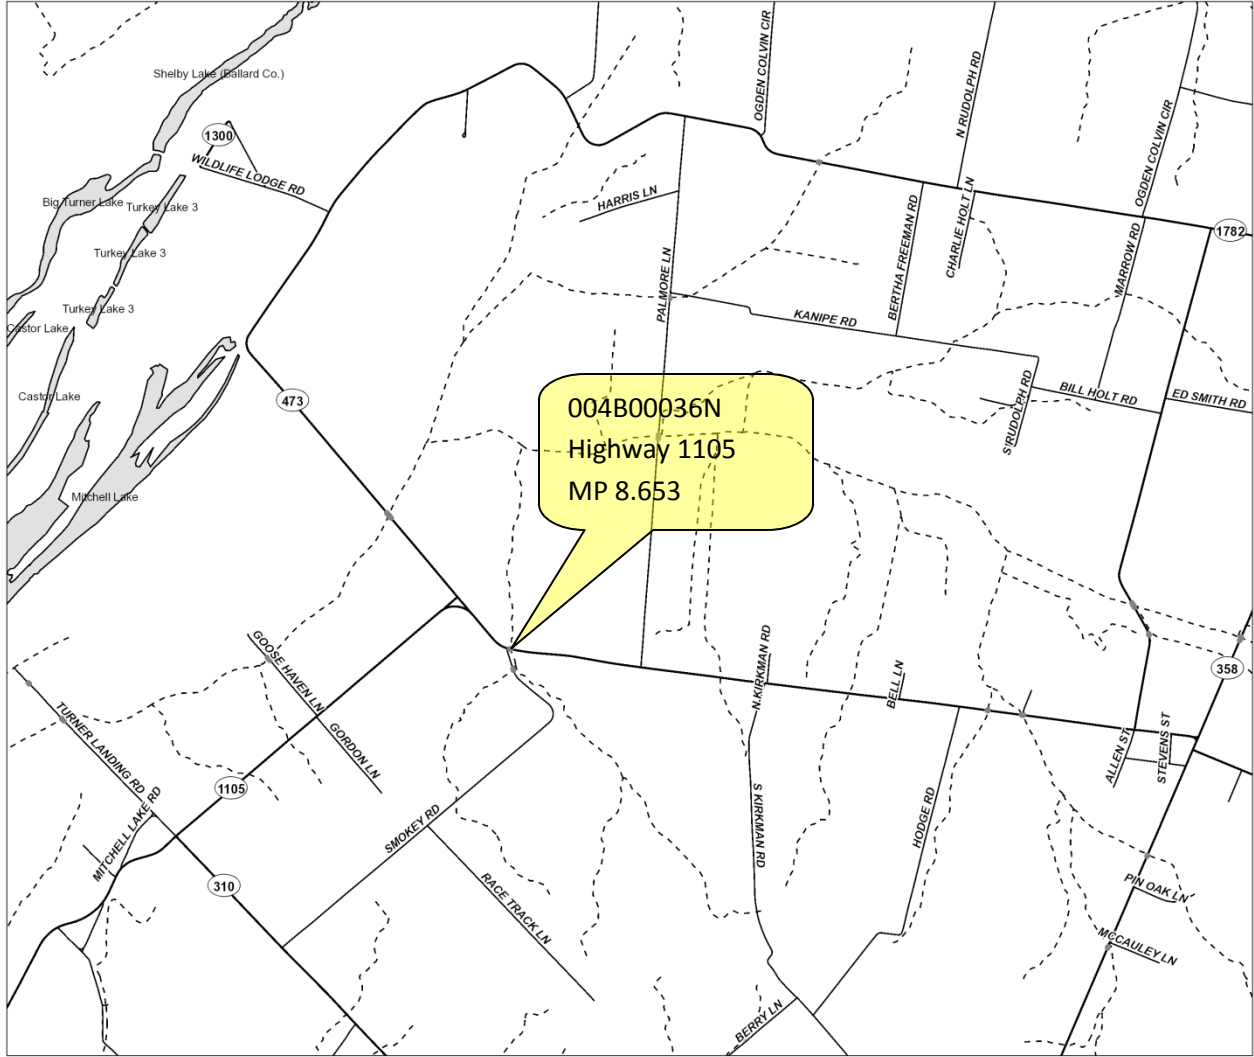 OGDEN COLVIN CIR
N RUDOLPH RD
Shelby Lake (Ballard Co.)
OGDEN COLVIN CIR
1300
WILDLIFE LODGE RD
Big Turner Lake
Turkey Lake 3
HARRIS LN
BERTHA FREEMAN RD
CHARLIE HOLT LN
MARROW RD
1782
Turkey Lake 3
PALMORE LN
Turkey Lake 3
Castor Lake
KANIPE RD
Castor Lake
473
S RUDOLPH RD
BILL HOLT RD
ED SMITH RD
004B00036N
Highway 1105
MP 8.653
Mitchell Lake
GOOSE HAVEN LN
N KIRKMAN RD
BELL LN
358
TURNER LANDING RD
GORDON LN
ALLEN ST
STEVENS ST
1105
MITCHELL LAKE RD
SMOKEY RD
S KIRKMAN RD
HODGE RD
310
RACE TRACK LN
PIN OAK LN
MCCAULEY LN
BERRY LN